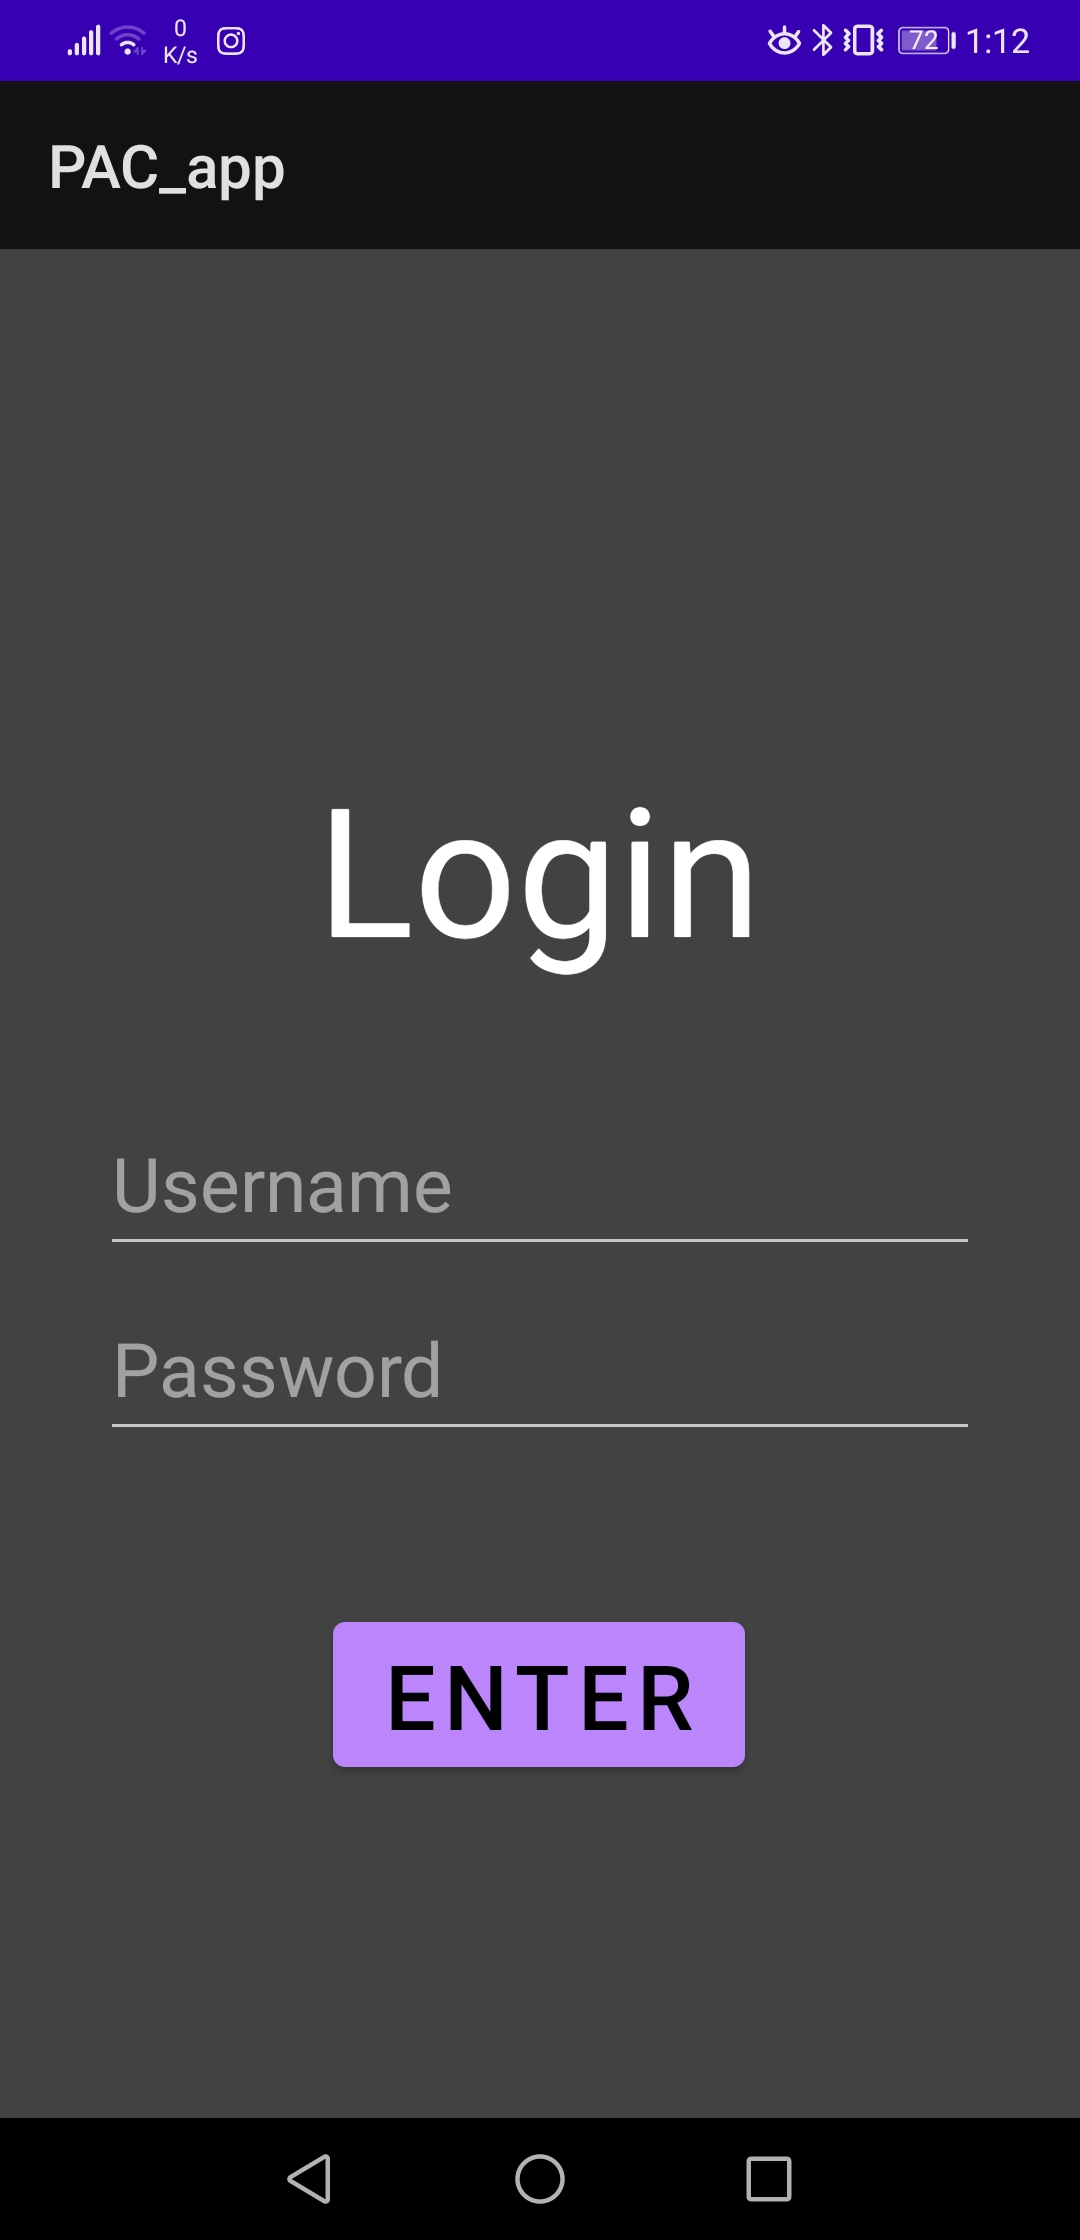 0
K/s
72 1:12
PAC_app
Login
Username
Password
ENTER